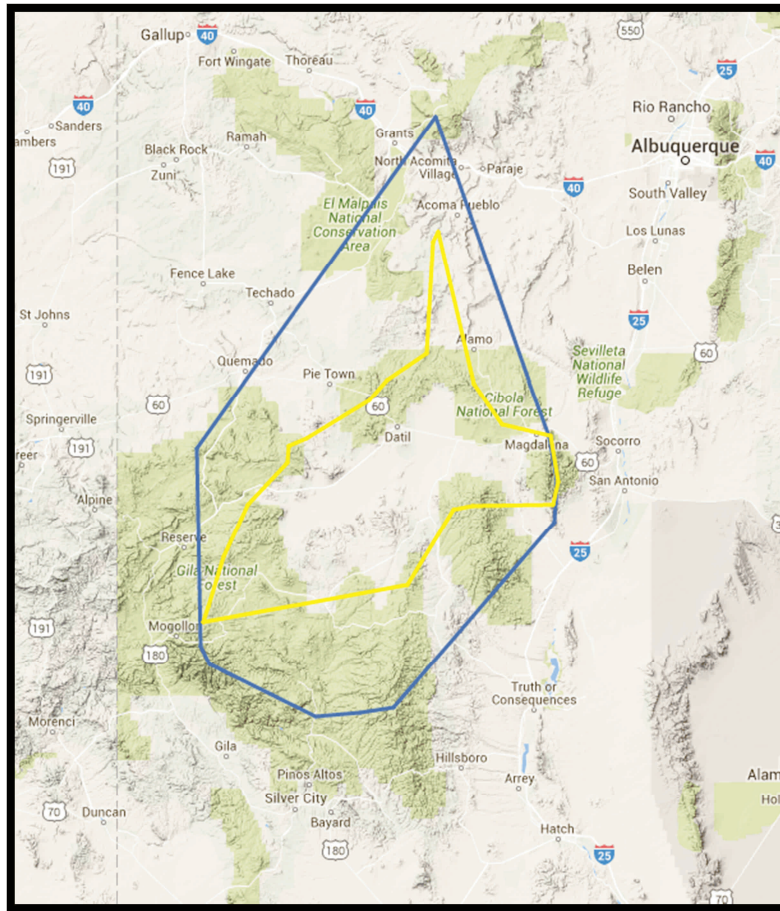 550
Gallup
40
Fort Wingate
Thoreau
25
40
40
Rio Rancho
Sanders
ambers
Grants
Ramah
Albuquerque
Black Rock
191
Zuni
North Acomita
Village
Paraje
40
40
South Valley
El Malpais
National
Conservation
Area
Acoma Pueblo
Los Lunas
Fence Lake
Belen
Techado
St Johns
25
Alamo
Sevilleta
National
Wildlife
Refuge
60
Quemado
Pie Town
191
Cibola
National Forest
60
60
Springerville
191
Datil
Magdalena
Socorro
reer
60
San Antonio
Alpine
Reserve
25
Gila National
Forest
191
Mogollon
180
Truth or
Consequences
Morenci
Gila
Hillsboro
Pinos Altos
Arrey
Alam
Silver City
Hol
70
Duncan
Bayard
Hatch
180
25
70